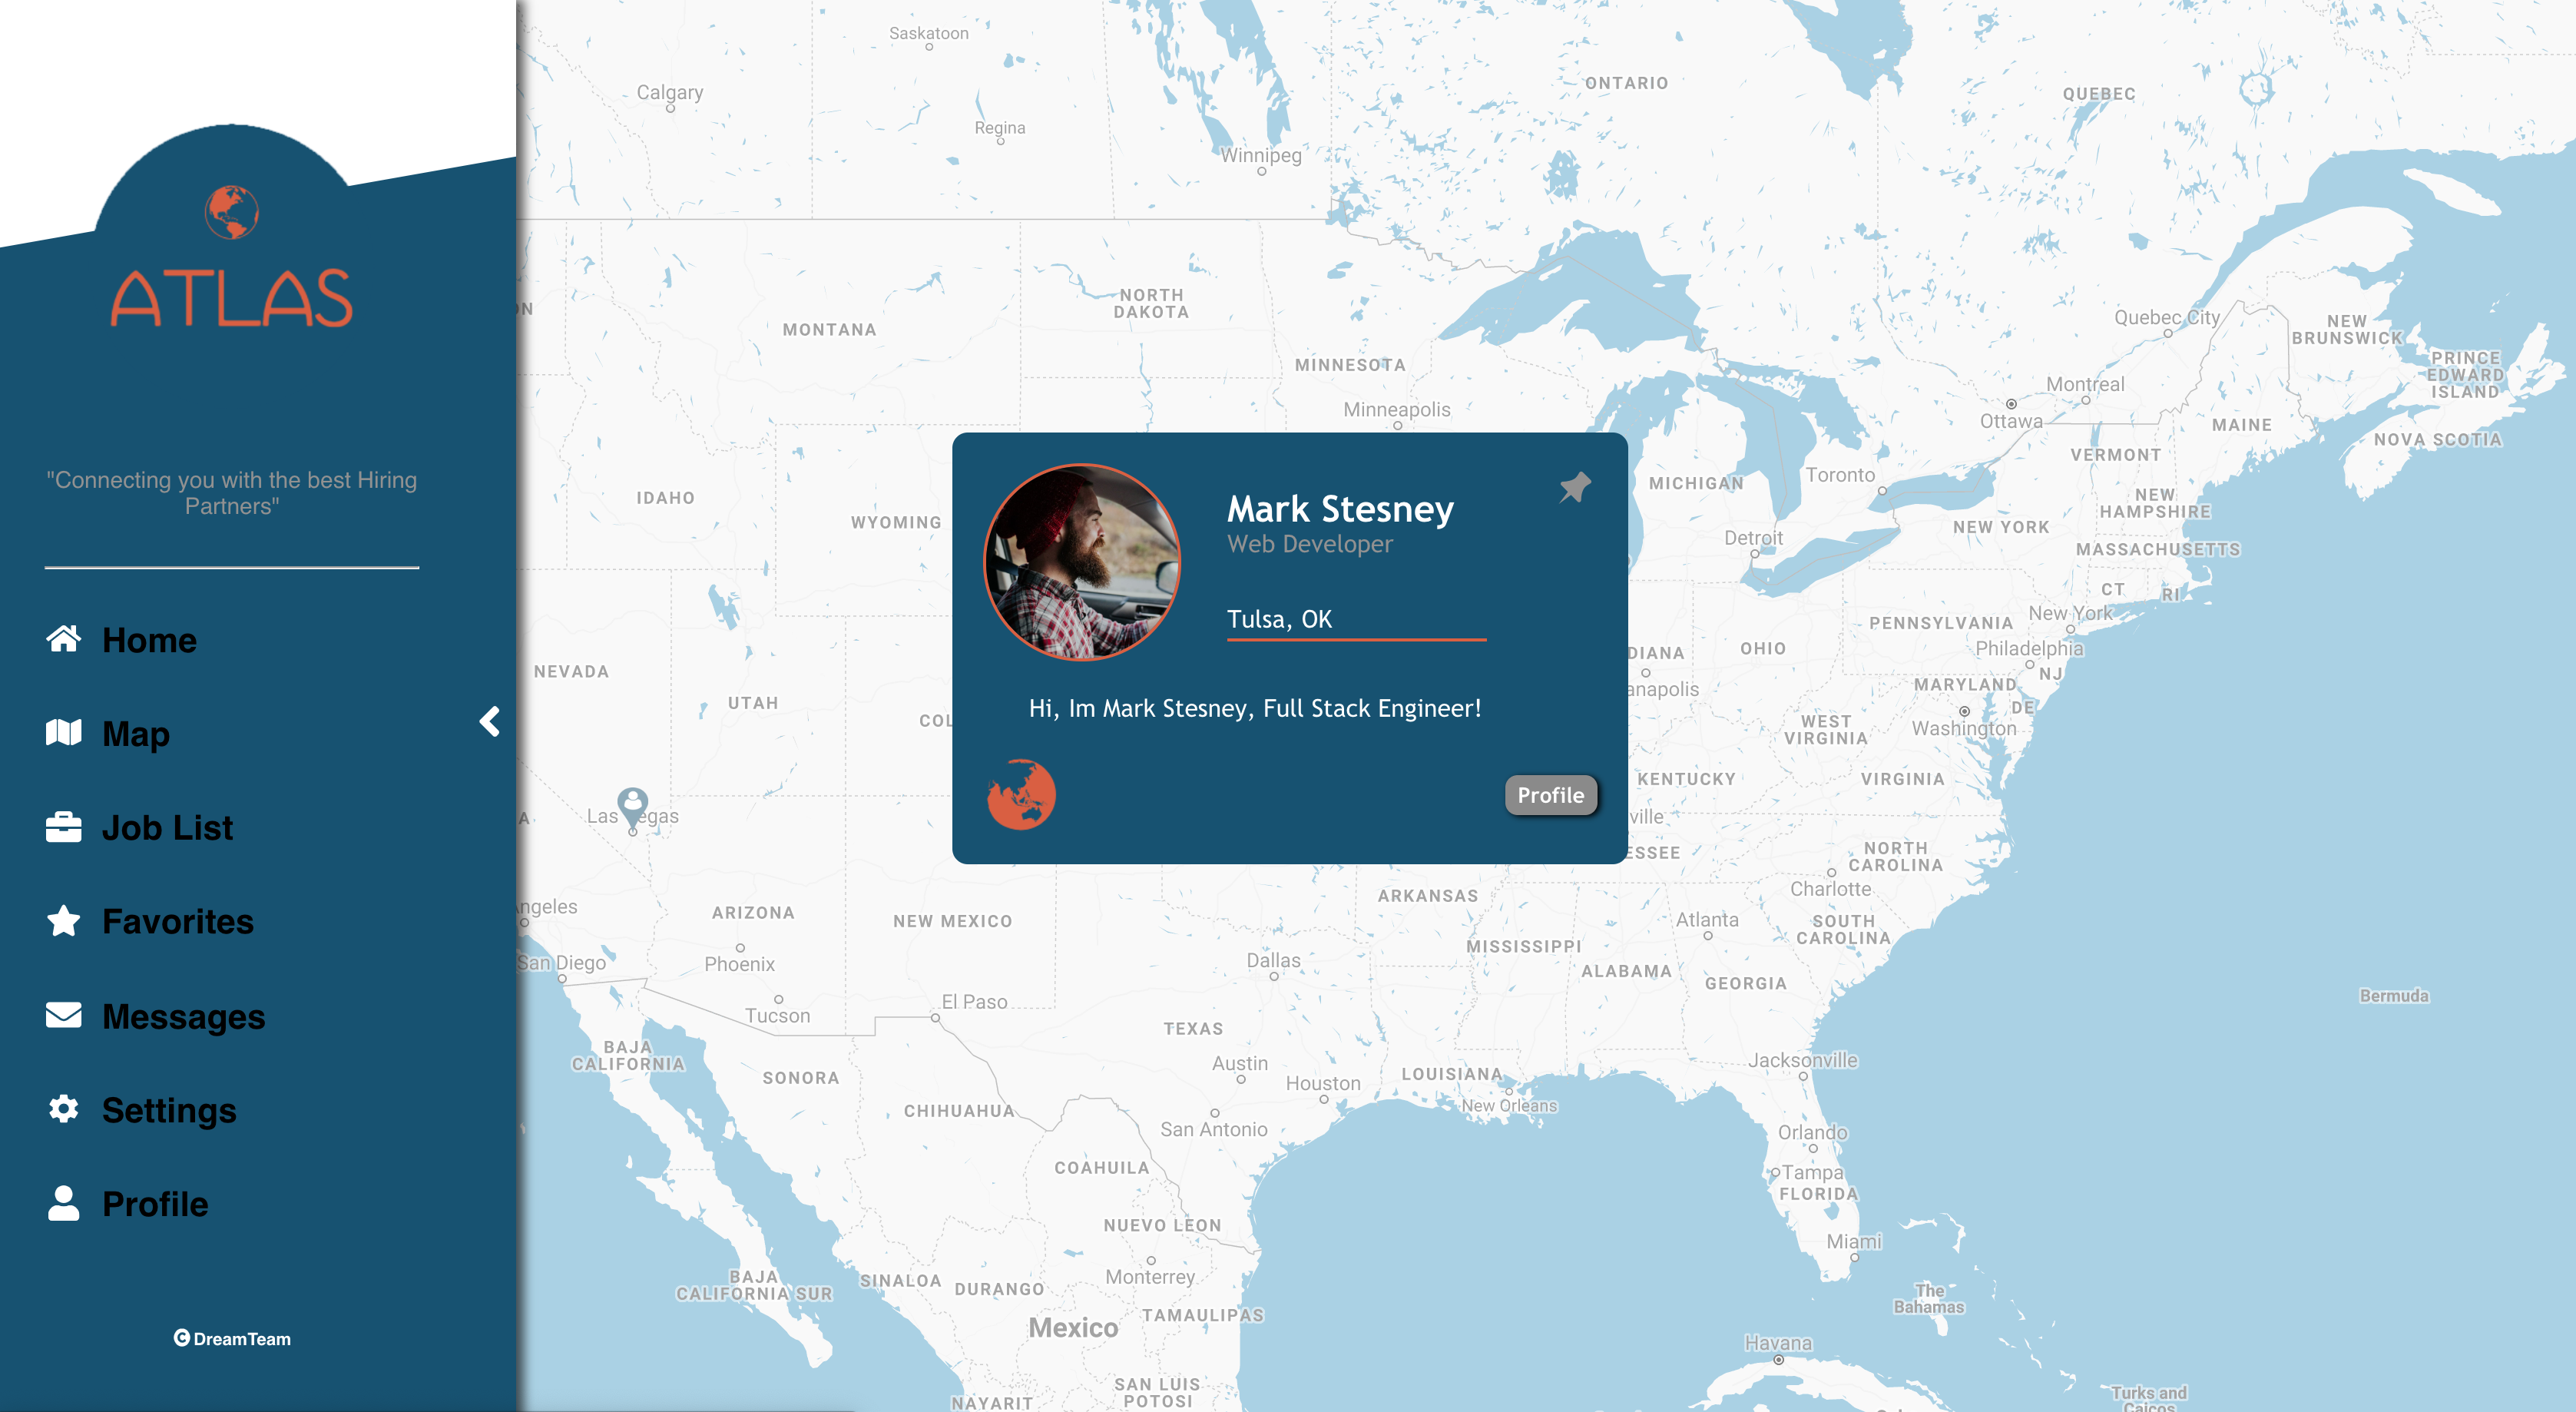 ATLAS
"Connecting you with the best Hiring
Partners"
Home
Map
Job List
Favorites
Messages
Settings
Profile
DreamTeam
Mark Stesney
Web Developer
Tulsa, OK
Hi, Im Mark Stesney, Full Stack Engineer!
Profile
Saskatoon
Calgary
Regina
Winnipeg
ONTARIO
QUEBEC
MONTANA
NORTH
DAKOTA
MINNESOTA
Minneapolis
Quebec City
NEW
BRUNSWICK
PRINCE
EDWARD
ISLAND
Montreal
Ottawa
MAINE
NOVA SCOTIA
VERMONT
Toronto
MICHIGAN
IDAHO
WYOMING
NEW
HAMPSHIRE
NEW YORK
Detroit
MASSACHUSETTS
CT
RI
New York
PENNSYLVANIA
OHIO
DIANA
Philadelphia
NJ
NEVADA
anapolis
MARYLAND
UTAH
COL
DE
WEST
VIRGINIA
Washington
KENTUCKY
VIRGINIA
Las egas
A
ville
ESSEE
NORTH
CAROLINA
Charlotte
ARKANSAS
ngeles
ARIZONA
NEW MEXICO
Atlanta
SOUTH
CAROLINA
MISSISSIPPI
San Diego
Phoenix
Dallas
ALABAMA
GEORGIA
El Paso
Tucson
Bermuda
TEXAS
BAJA
CALIFORNIA
SONORA
Austin
Houston
LOUISIANA
Jacksonville
CHIHUAHUA
New Orleans
San Antonio
Orlando
COAHUILA
Tampa
FLORIDA
NUEVO LEON
Miami
Monterrey
BAJA
CALIFORNIA SUR
SINALOA
DURANGO
The
Bahamas
TAMAULIPAS
Mexico
Havana
SAN LUIS
POTOSI
NAYARIT
Turks and
Caicos